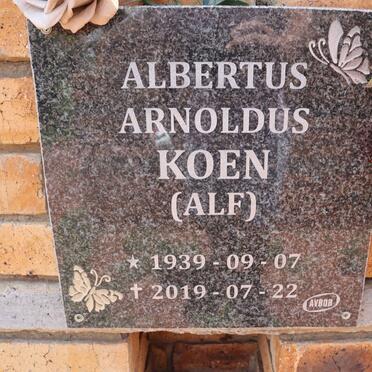 ALBERTUS
ARNOLDUS
KOEN
(ALF)
★ 1939 - 09 - 07
✝ 2019 - 07 - 22
AVBOB